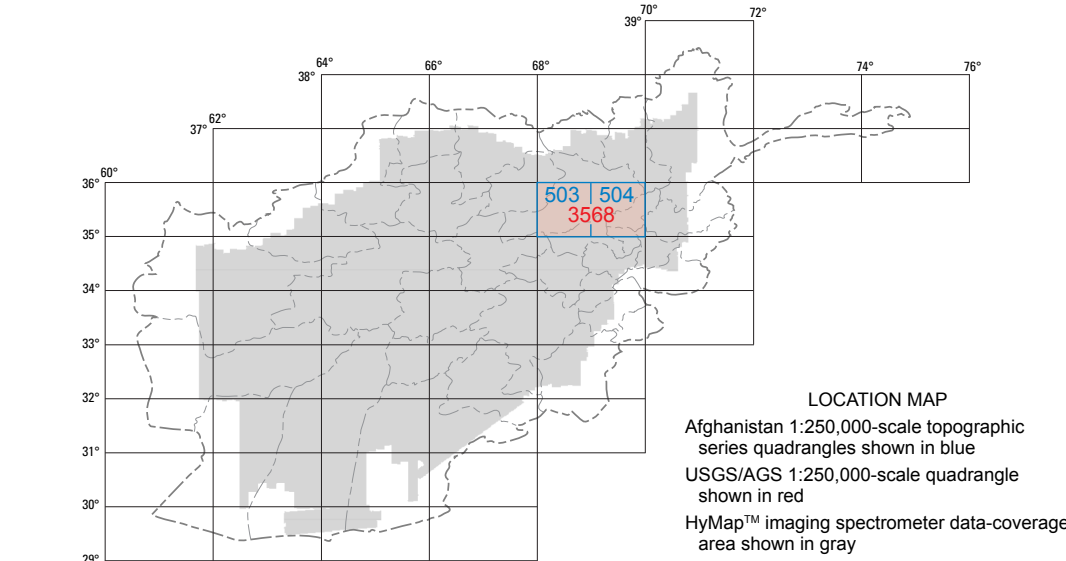 70° 72°
39°
64° 66° 68° 74° 76°
38°
62°
37°
60°
36°
503 504
3568
35°
34°
33°
32°
31°
30°
29°
LOCATION MAP
Afghanistan 1:250,000-scale topographic
series quadrangles shown in blue
USGS/AGS 1:250,000-scale quadrangle
shown in red
HyMap™ imaging spectrometer data-coverage
area shown in gray